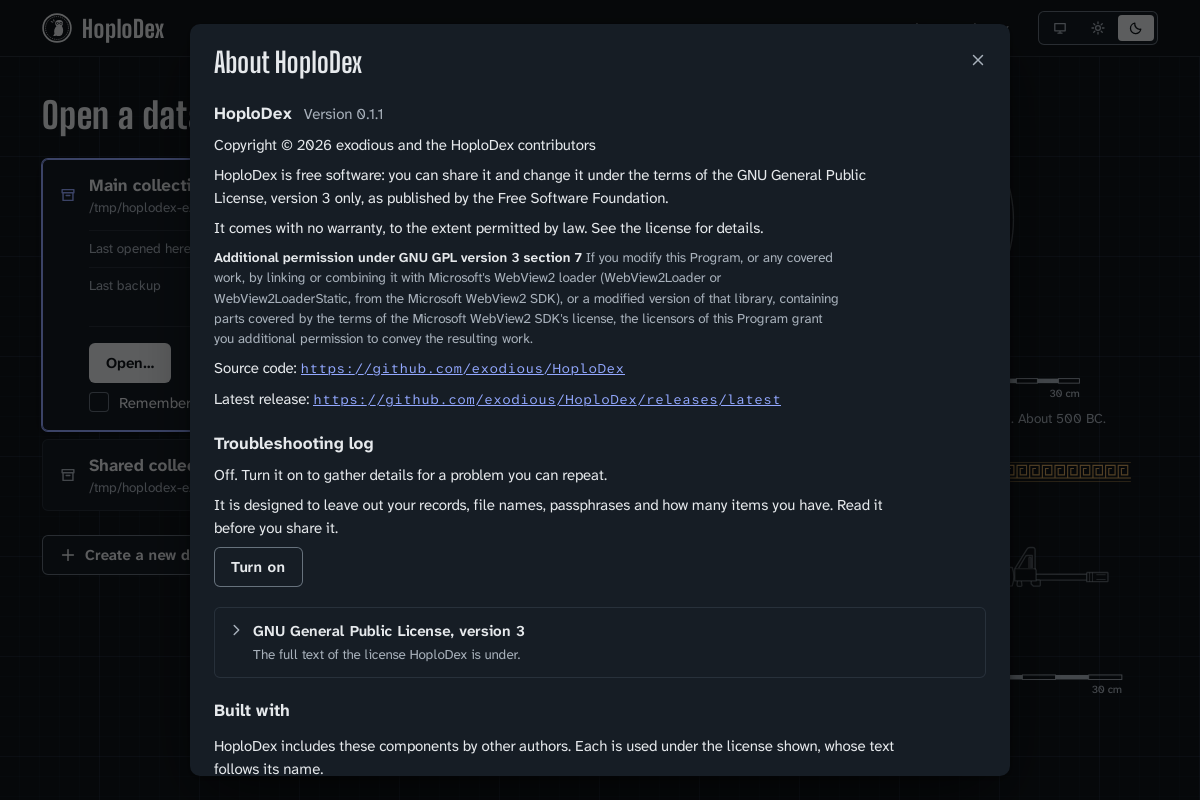 HoploDex
About HoploDex
Open a dat
HoploDex Version 0.1.1
Copyright © 2026 exodious and the HoploDex contributors
HoploDex is free software: you can share it and change it under the terms of the GNU General Public
License, version 3 only, as published by the Free Software Foundation.
It comes with no warranty, to the extent permitted by law. See the license for details.
Additional permission under GNU GPL version 3 section 7 If you modify this Program, or any covered
work, by linking or combining it with Microsoft's WebView2 loader (WebView2Loader or
WebView2LoaderStatic, from the Microsoft WebView2 SDK), or a modified version of that library, containing
parts covered by the terms of the Microsoft WebView2 SDK's license, the licensors of this Program grant
you additional permission to convey the resulting work.
Source code: https://github.com/exodious/HoploDex
Latest release: https://github.com/exodious/HoploDex/releases/latest
Troubleshooting log
Off. Turn it on to gather details for a problem you can repeat.
It is designed to leave out your records, file names, passphrases and how many items you have. Read it
before you share it.
Turn on
GNU General Public License, version 3
The full text of the license HoploDex is under.
Built with
HoploDex includes these components by other authors. Each is used under the license shown, whose text
follows its name.
Main collecti
/tmp/hoplodex-e
Last opened here
Last backup
Open...
Remember
Shared collec
/tmp/hoplodex-e
Create a new d
30 cm
. About 500 BC.
30 cm